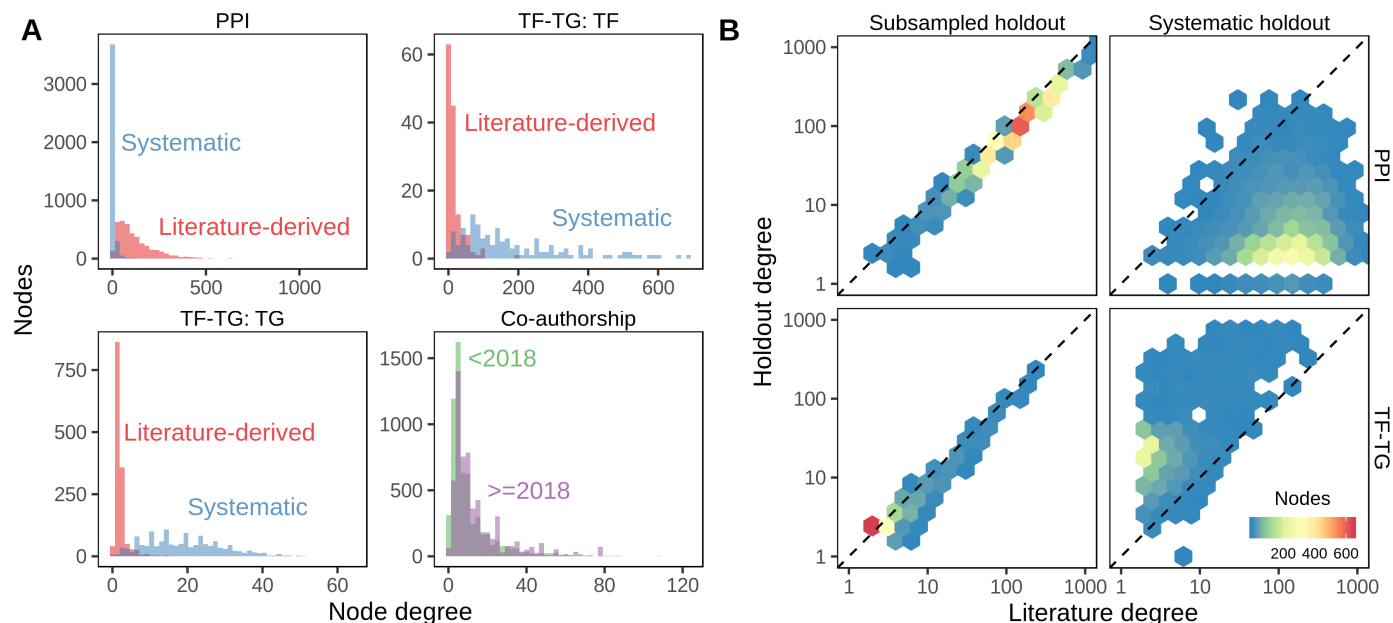 A
PPI
TF-TG: TF
3000
2000
1000
0
Systematic
Literature-derived
0
500
1000
60
40
20
0
Literature-derived
Systematic
0
200
400
600
Nodes
TF-TG: TG
Co-authorship
750
500
250
0
Literature-derived
Systematic
0
20
40
60
1500
1000
500
0
<2018
>=2018
0
40
80
120
Node degree
B
Subsampled holdout
Systematic holdout
1000
100
10
1
PPI
Holdout degree
1000
100
10
1
TF-TG
Nodes
200 400 600
1
10
100
1000
1
10
100
1000
Literature degree